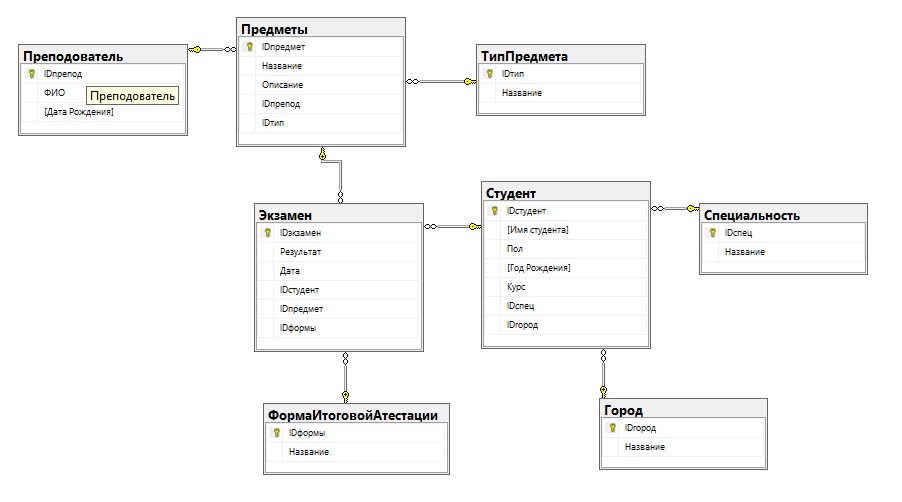 Преподователь
IDпрепод
ФИО
Преподователь
[Дата Рождения]
Предметы
IDпредмет
Название
Описание
IDпрепод
IDтип
ТипПредмета
IDтип
Название
Экзамен
IDэкзамен
Результат
Дата
IDстудент
IDпредмет
IDформы
Студент
IDстудент
[Имя студента]
Пол
[Год Рождения]
Курс
IDспец
IDгород
Специальность
IDспец
Название
ФормаИтоговойАтестации
IDформы
Название
Город
IDгород
Название